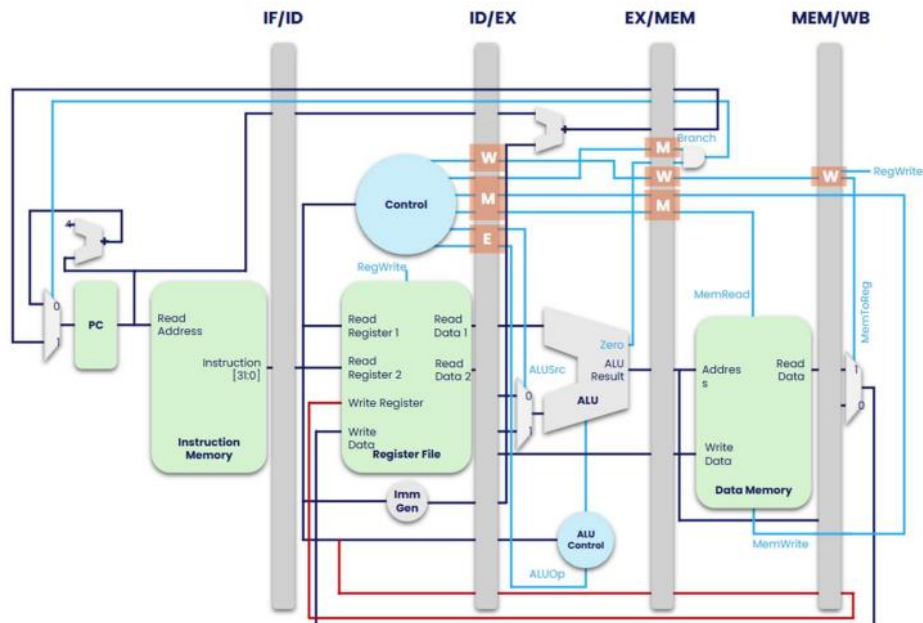 IF/ID
ID/EX
EX/MEM
MEM/WB
Branch
W
M
W
W
RegWrite
Control
M
M
E
4
+
+
RegWrite
MemRead
MemToReg
0
1
PC
Read
Address
Instruction
[31:0]
Instruction
Memory
Read
Register 1
Read
Register 2
Write Register
Write
Data
Read
Data 1
Read
Data 2
Register File
ALUSrc
0
1
Zero
ALU
Result
ALU
Addres
s
Read
Data
Write
Data
Data Memory
1
0
Imm
Gen
ALU
Control
ALUOp
MemWrite